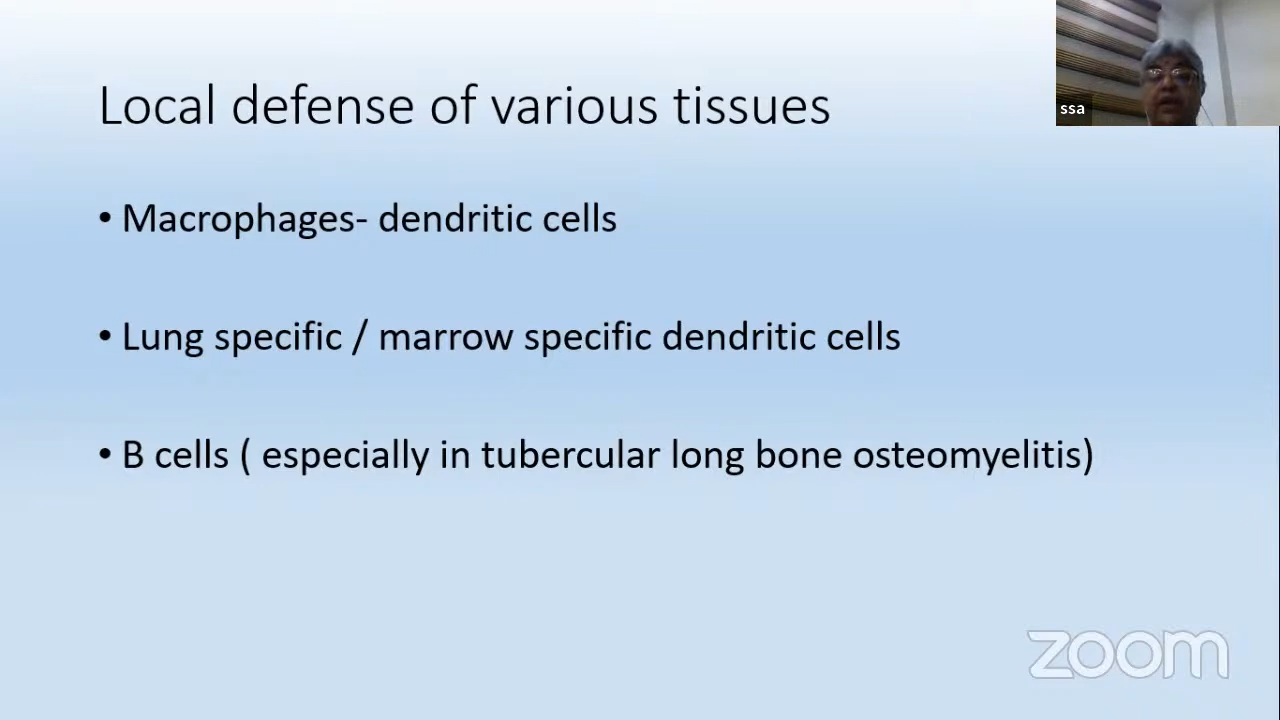 Local defense of various tissues
ssa
• Macrophages- dendritic cells
• Lung specific / marrow specific dendritic cells
• B cells ( especially in tubercular long bone osteomyelitis)
zoom